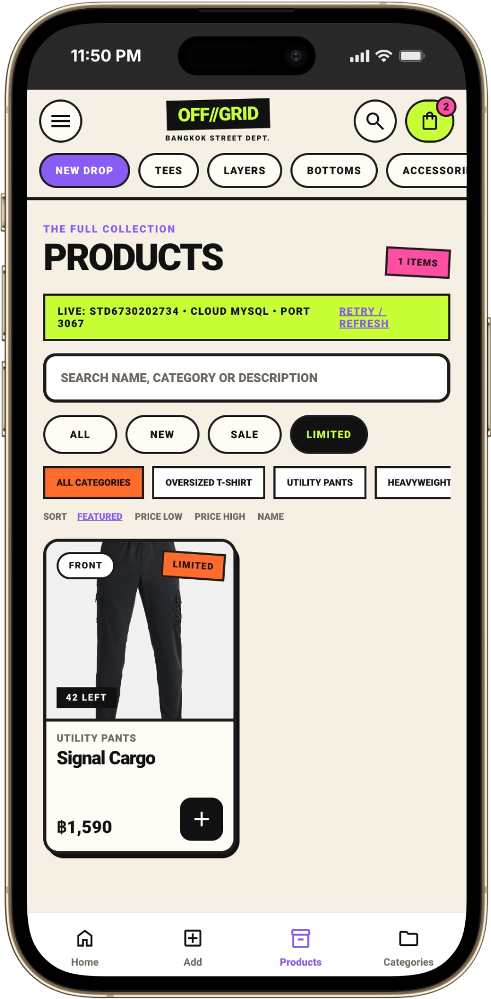 11:50 PM
OFF//GRID
BANGKOK STREET DEPT.
2
NEW DROP
TEES
LAYERS
BOTTOMS
ACCESSORI
THE FULL COLLECTION
PRODUCTS
1 ITEMS
LIVE: STD6730202734 • CLOUD MYSQL • PORT
3067
RETRY /
REFRESH
SEARCH NAME, CATEGORY OR DESCRIPTION
ALL
NEW
SALE
LIMITED
ALL CATEGORIES
OVERSIZED T-SHIRT
UTILITY PANTS
HEAVYWEIGHT
SORT
FEATURED
PRICE LOW
PRICE HIGH
NAME
FRONT
LIMITED
42 LEFT
UTILITY PANTS
Signal Cargo
฿1,590
Home
Add
Products
Categories